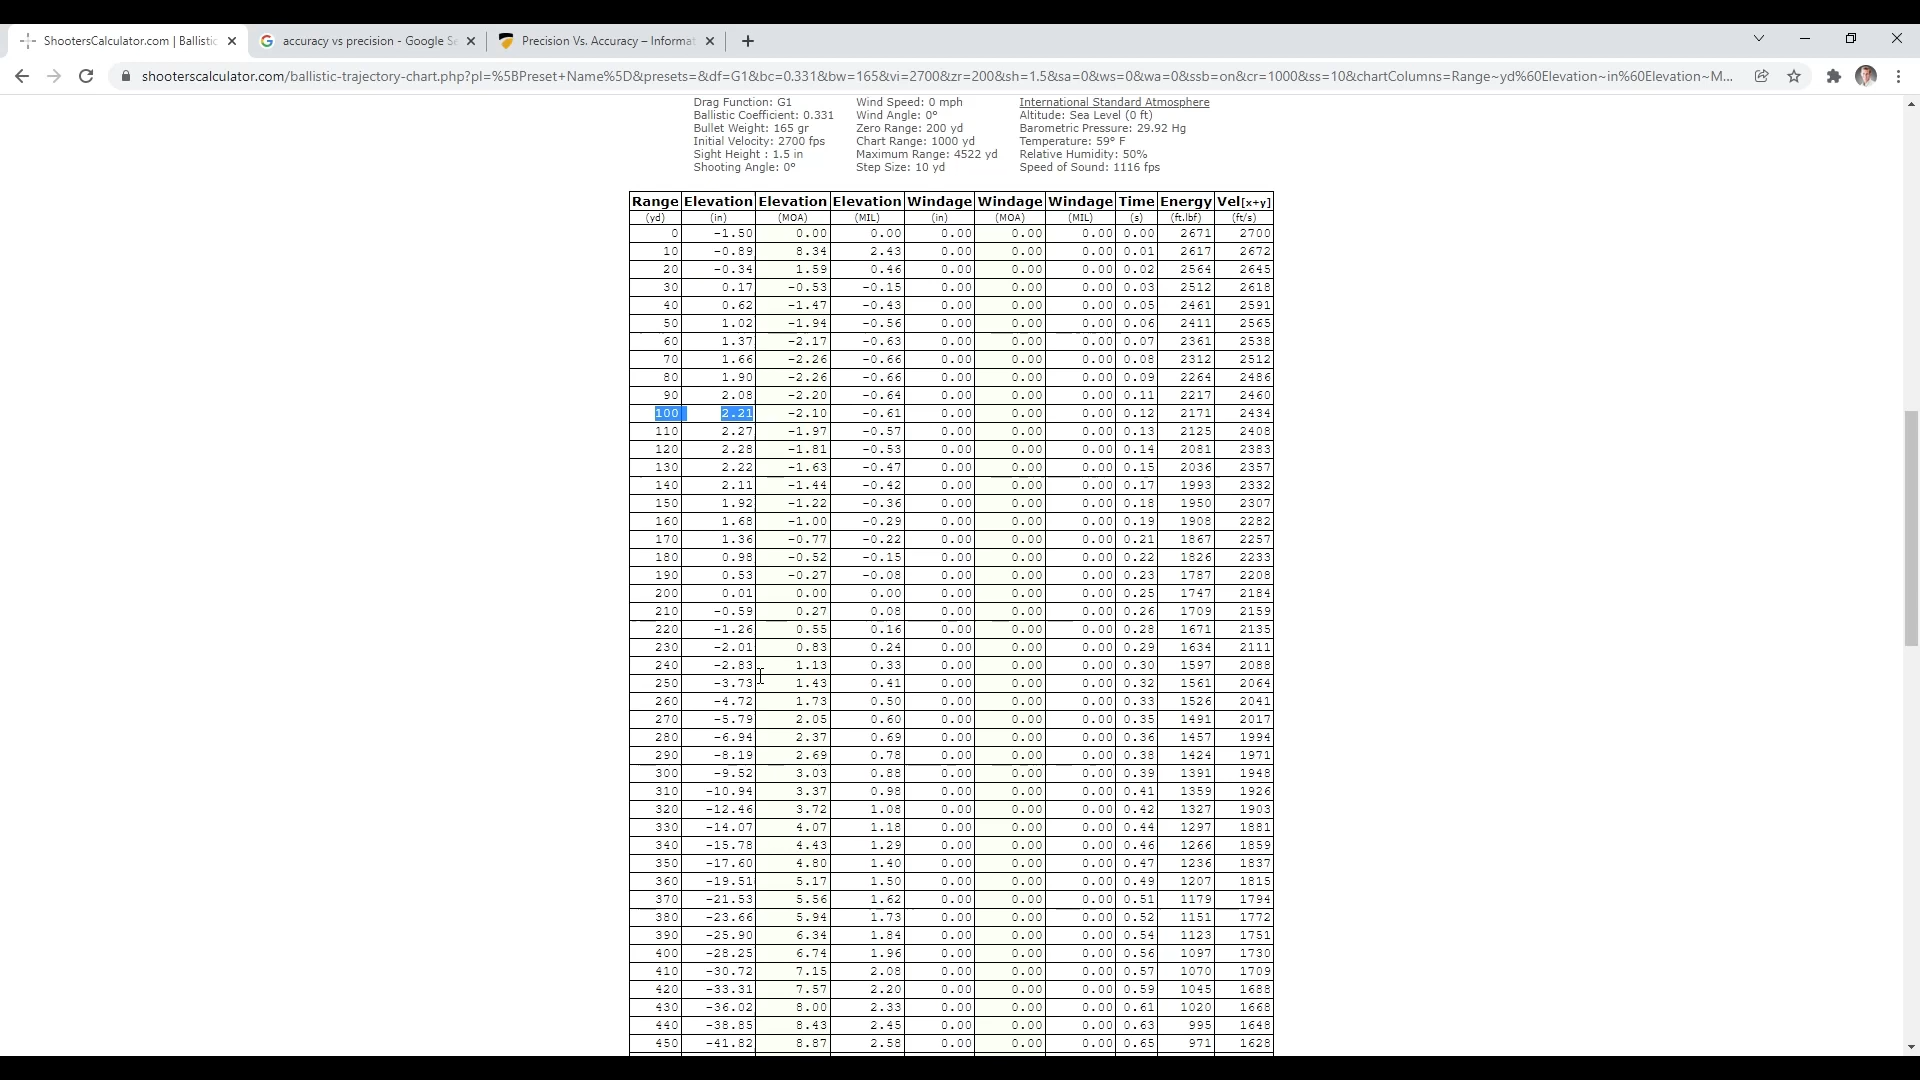 ShootersCalculator.com | Ballistic
accuracy vs precision - Google Se
Precision Vs. Accuracy – Informat
shooterscalculator.com/ballistic-trajectory-chart.php?pl=%5BPreset+Name%5D&presets=&df=G1&bc=0.331&bw=165&vi=2700&zr=200&sh=1.5&sa=0&ws=0&wa=0&ssb=on&cr=1000&ss=10&chartColumns=Range~yd%60Elevation~in%60Elevation~M...
Drag Function: G1 Wind Speed: 0 mph International Standard Atmosphere
Ballistic Coefficient: 0.331 Wind Angle: 0° Altitude: Sea Level (0 ft)
Bullet Weight: 165 gr Zero Range: 200 yd Barometric Pressure: 29.92 Hg
Initial Velocity: 2700 fps Chart Range: 1000 yd Temperature: 59° F
Sight Height : 1.5 in Maximum Range: 4522 yd Relative Humidity: 50%
Shooting Angle: 0° Step Size: 10 yd Speed of Sound: 1116 fps
Range Elevation Elevation Elevation Windage Windage Windage Time Energy Vel[x+y]
(yd) (in) (MOA) (MIL) (in) (MOA) (MIL) (s) (ft.lbf) (ft/s)
0 -1.50 0.00 0.00 0.00 0.00 0.00 0.00 2671 2700
10 -0.89 8.34 2.43 0.00 0.00 0.00 0.01 2617 2672
20 -0.34 1.59 0.46 0.00 0.00 0.00 0.02 2564 2645
30 0.17 -0.53 -0.15 0.00 0.00 0.00 0.03 2512 2618
40 0.62 -1.47 -0.43 0.00 0.00 0.00 0.05 2461 2591
50 1.02 -1.94 -0.56 0.00 0.00 0.00 0.06 2411 2565
60 1.37 -2.17 -0.63 0.00 0.00 0.00 0.07 2361 2538
70 1.66 -2.26 -0.66 0.00 0.00 0.00 0.08 2312 2512
80 1.90 -2.26 -0.66 0.00 0.00 0.00 0.09 2264 2486
90 2.08 -2.20 -0.64 0.00 0.00 0.00 0.11 2217 2460
100 2.21 -2.10 -0.61 0.00 0.00 0.00 0.12 2171 2434
110 2.27 -1.97 -0.57 0.00 0.00 0.00 0.13 2125 2408
120 2.28 -1.81 -0.53 0.00 0.00 0.00 0.14 2081 2383
130 2.22 -1.63 -0.47 0.00 0.00 0.00 0.15 2036 2357
140 2.11 -1.44 -0.42 0.00 0.00 0.00 0.17 1993 2332
150 1.92 -1.22 -0.36 0.00 0.00 0.00 0.18 1950 2307
160 1.68 -1.00 -0.29 0.00 0.00 0.00 0.19 1908 2282
170 1.36 -0.77 -0.22 0.00 0.00 0.00 0.21 1867 2257
180 0.98 -0.52 -0.15 0.00 0.00 0.00 0.22 1826 2233
190 0.53 -0.27 -0.08 0.00 0.00 0.00 0.23 1787 2208
200 0.01 0.00 0.00 0.00 0.00 0.00 0.25 1747 2184
210 -0.59 0.27 0.08 0.00 0.00 0.00 0.26 1709 2159
220 -1.26 0.55 0.16 0.00 0.00 0.00 0.28 1671 2135
230 -2.01 0.83 0.24 0.00 0.00 0.00 0.29 1634 2111
240 -2.83 1.13 0.33 0.00 0.00 0.00 0.30 1597 2088
250 -3.73 1.43 0.41 0.00 0.00 0.00 0.32 1561 2064
260 -4.72 1.73 0.50 0.00 0.00 0.00 0.33 1526 2041
270 -5.79 2.05 0.60 0.00 0.00 0.00 0.35 1491 2017
280 -6.94 2.37 0.69 0.00 0.00 0.00 0.36 1457 1994
290 -8.19 2.69 0.78 0.00 0.00 0.00 0.38 1424 1971
300 -9.52 3.03 0.88 0.00 0.00 0.00 0.39 1391 1948
310 -10.94 3.37 0.98 0.00 0.00 0.00 0.41 1359 1926
320 -12.46 3.72 1.08 0.00 0.00 0.00 0.42 1327 1903
330 -14.07 4.07 1.18 0.00 0.00 0.00 0.44 1297 1881
340 -15.78 4.43 1.29 0.00 0.00 0.00 0.46 1266 1859
350 -17.60 4.80 1.40 0.00 0.00 0.00 0.47 1236 1837
360 -19.51 5.17 1.50 0.00 0.00 0.00 0.49 1207 1815
370 -21.53 5.56 1.62 0.00 0.00 0.00 0.51 1179 1794
380 -23.66 5.94 1.73 0.00 0.00 0.00 0.52 1151 1772
390 -25.90 6.34 1.84 0.00 0.00 0.00 0.54 1123 1751
400 -28.25 6.74 1.96 0.00 0.00 0.00 0.56 1097 1730
410 -30.72 7.15 2.08 0.00 0.00 0.00 0.57 1070 1709
420 -33.31 7.57 2.20 0.00 0.00 0.00 0.59 1045 1688
430 -36.02 8.00 2.33 0.00 0.00 0.00 0.61 1020 1668
440 -38.85 8.43 2.45 0.00 0.00 0.00 0.63 995 1648
450 -41.82 8.87 2.58 0.00 0.00 0.00 0.65 971 1628